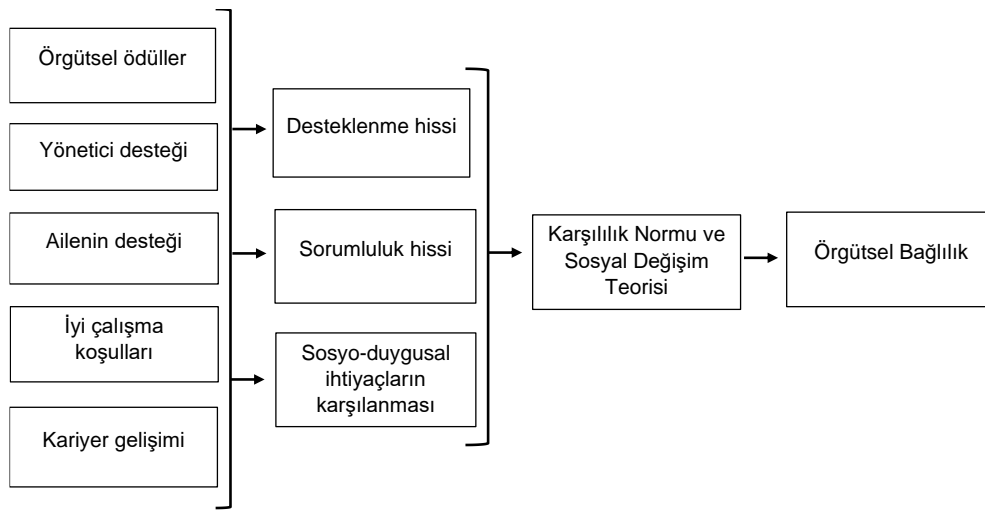 Örgütsel ödüller
Yönetici desteği
Ailenin desteği
İyi çalışma
koşulları
Kariyer gelişimi
Desteklenme hissi
Sorumluluk hissi
Sosyo-duygusal
ihtiyaçların
karşılanması
Karşılılık Normu ve
Sosyal Değişim
Teorisi
Örgütsel Bağlılık